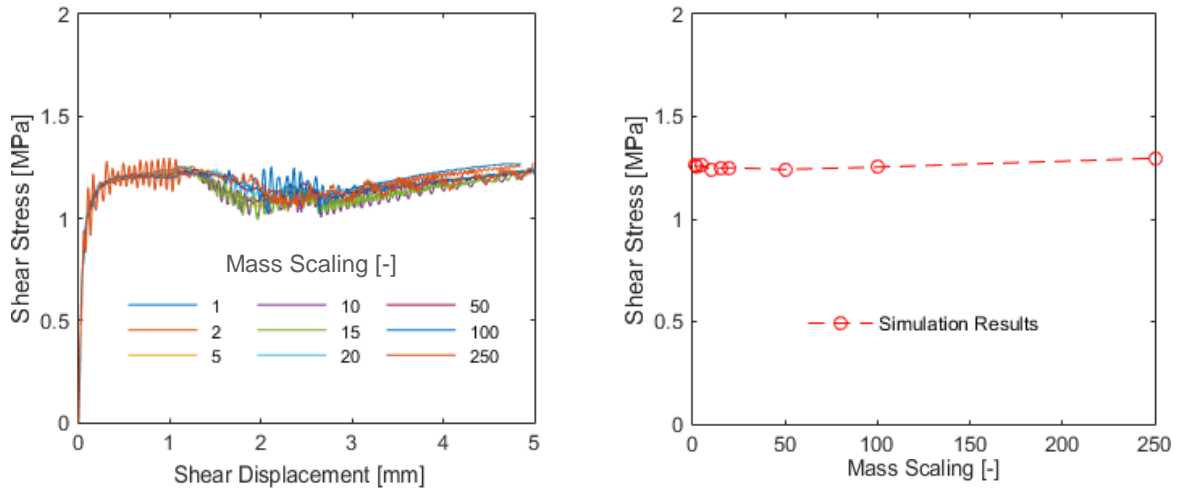 2
1.5
1
0.5
0
Shear Stress [MPa]
Mass Scaling [-]
1 10 50
2 15 100
5 20 250
0 1 2 3 4 5
Shear Displacement [mm]
2
1.5
1
0.5
0
Shear Stress [MPa]
Simulation Results
0 50 100 150 200 250
Mass Scaling [-]